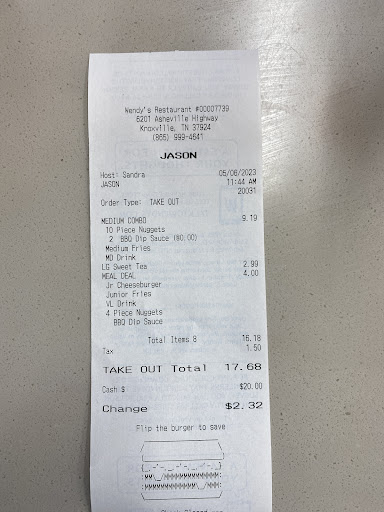 Wendy's Restaurant #00007739
6201 Asheville Highway
Knoxville, TN 37924
(865) 999-4641
JASON
Host: Sandra 05/06/2023
JASON 11:44 AM
20031
Order Type: TAKE OUT
MEDIUM COMBO 9.19
10 Piece Nuggets
2 BBQ Dip Sauce (@0.00)
Medium Fries
MD Drink
LG Sweet Tea 2.99
MEAL DEAL 4.00
Jr Cheeseburger
Junior Fries
VL Drink
4 Piece Nuggets
BBQ Dip Sauce
Total Items 8 16.18
Tax 1.50
TAKE OUT Total 17.68
Cash $ $20.00
Change $2.32
Flip the burger to save